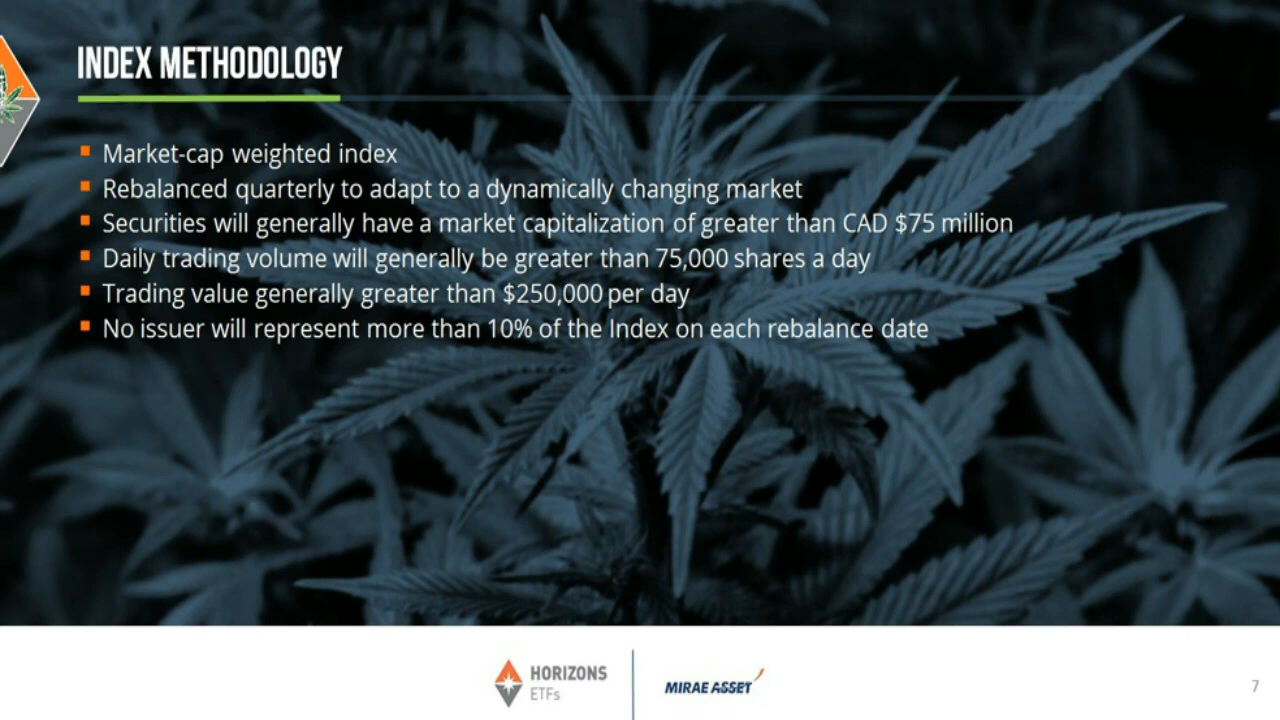 INDEX METHODOLOGY
Market-cap weighted index
Rebalanced quarterly to adapt to a dynamically changing market
Securities will generally have a market capitalization of greater than CAD $75 million
Daily trading volume will generally be greater than 75,000 shares a day
Trading value generally greater than $250,000 per day
No issuer will represent more than 10% of the Index on each rebalance date
HORIZONS
ETFs
MIRAE ASSET
7